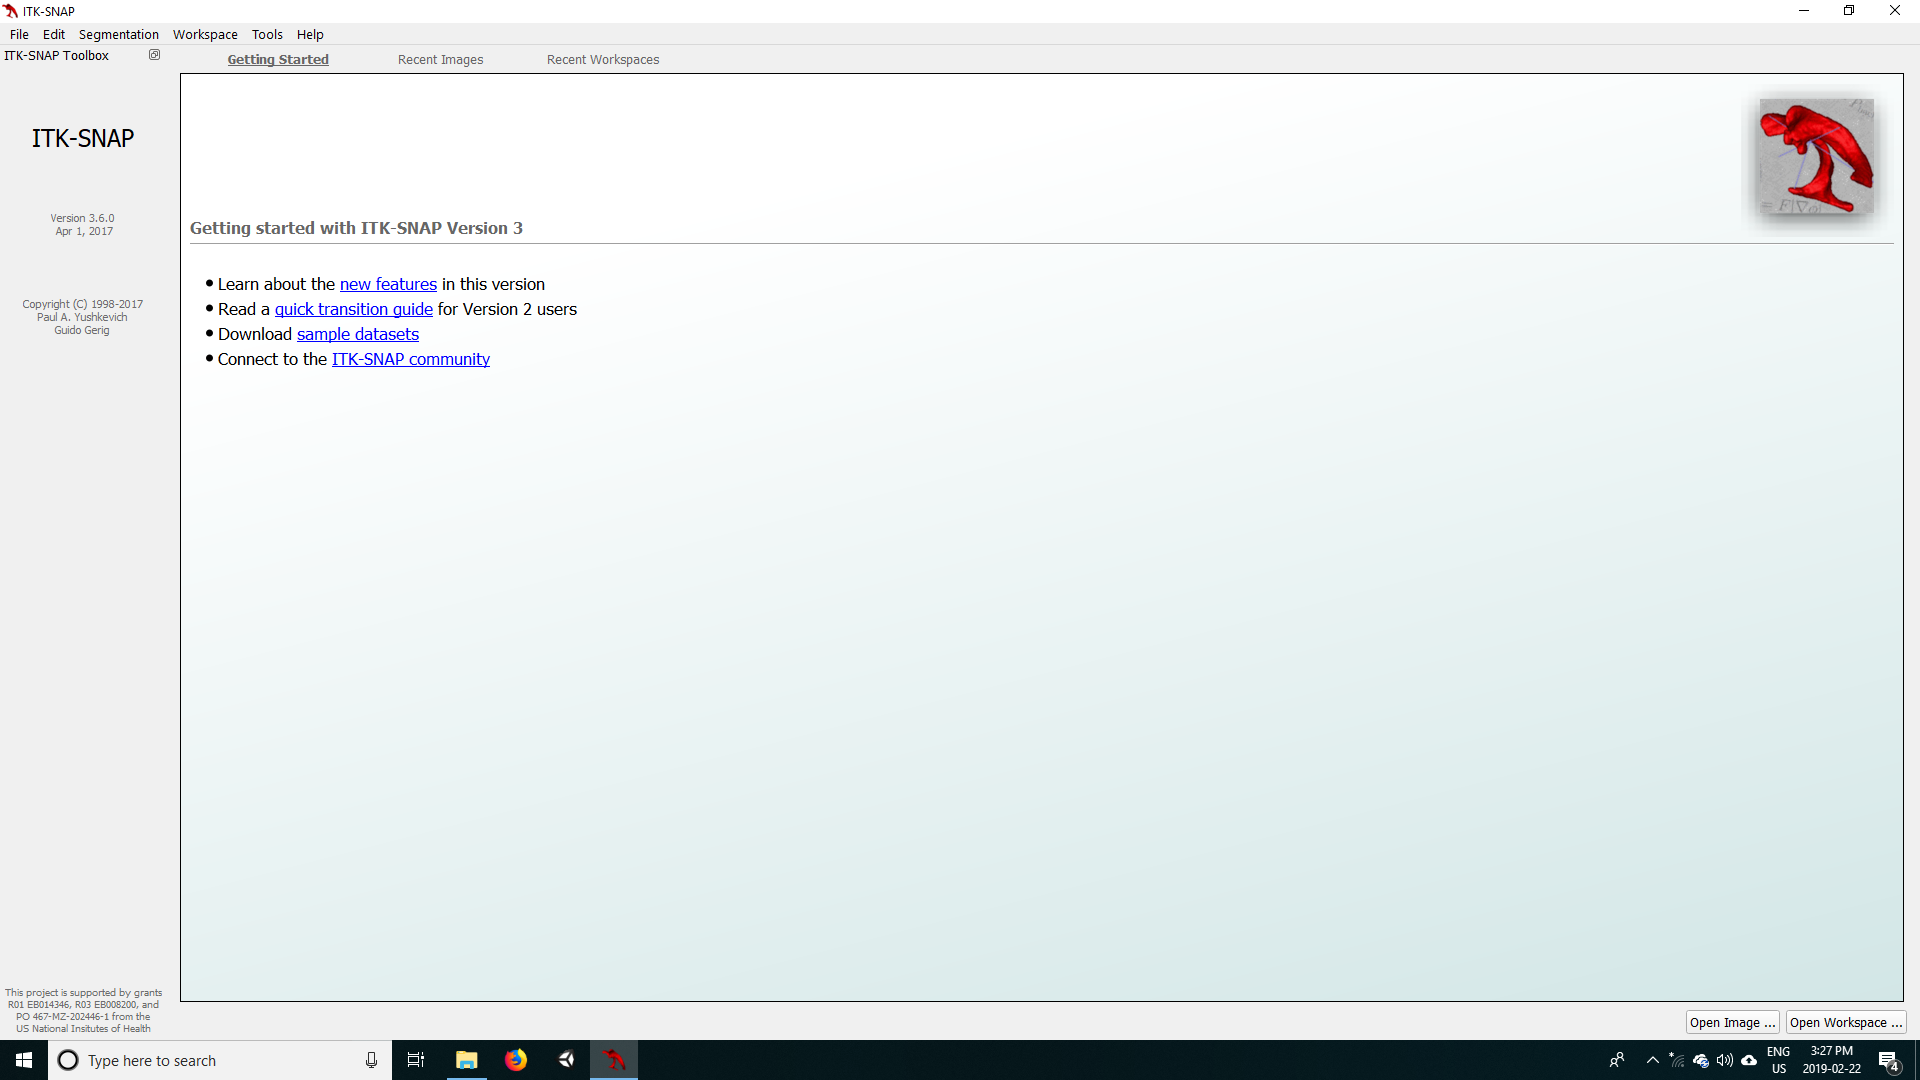 ITK-SNAP
File Edit Segmentation Workspace Tools Help
ITK-SNAP Toolbox
Getting Started Recent Images Recent Workspaces
ITK-SNAP
Version 3.6.0
Apr 1, 2017
Copyright (C) 1998-2017
Paul A. Yushkevich
Guido Gerig
This project is supported by grants
R01 EB014346, R03 EB008200, and
PO 467-MZ-202446-1 from the
US National Insitutes of Health
Getting started with ITK-SNAP Version 3
Learn about the new features in this version
Read a quick transition guide for Version 2 users
Download sample datasets
Connect to the ITK-SNAP community
Open Image ... Open Workspace ...
Type here to search
ENG
US
3:27 PM
2019-02-22
4